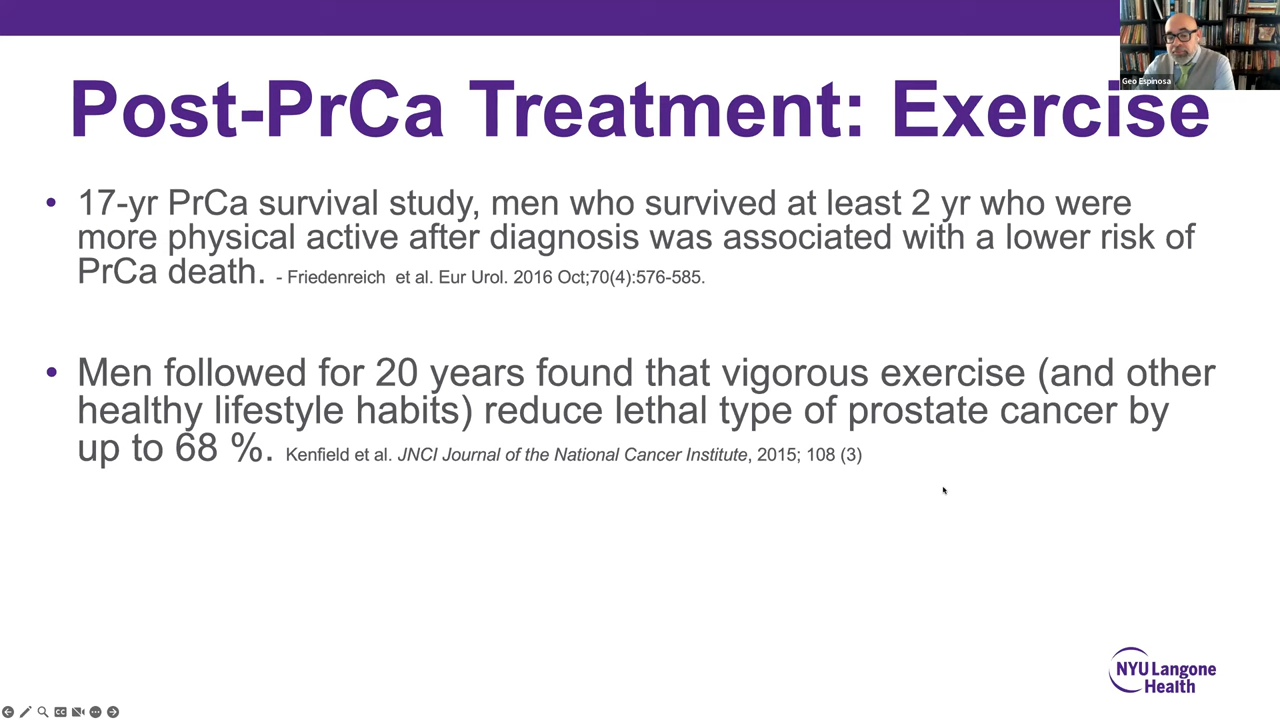 Geo Espinosa
Post-PrCa Treatment: Exercise
• 17-yr PrCa survival study, men who survived at least 2 yr who were
more physical active after diagnosis was associated with a lower risk of
PrCa death. - Friedenreich et al. Eur Urol. 2016 Oct;70(4):576-585.
• Men followed for 20 years found that vigorous exercise (and other
healthy lifestyle habits) reduce lethal type of prostate cancer by
up to 68 %. Kenfield et al. JNCI Journal of the National Cancer Institute, 2015; 108 (3)
NYU Langone
Health
CC